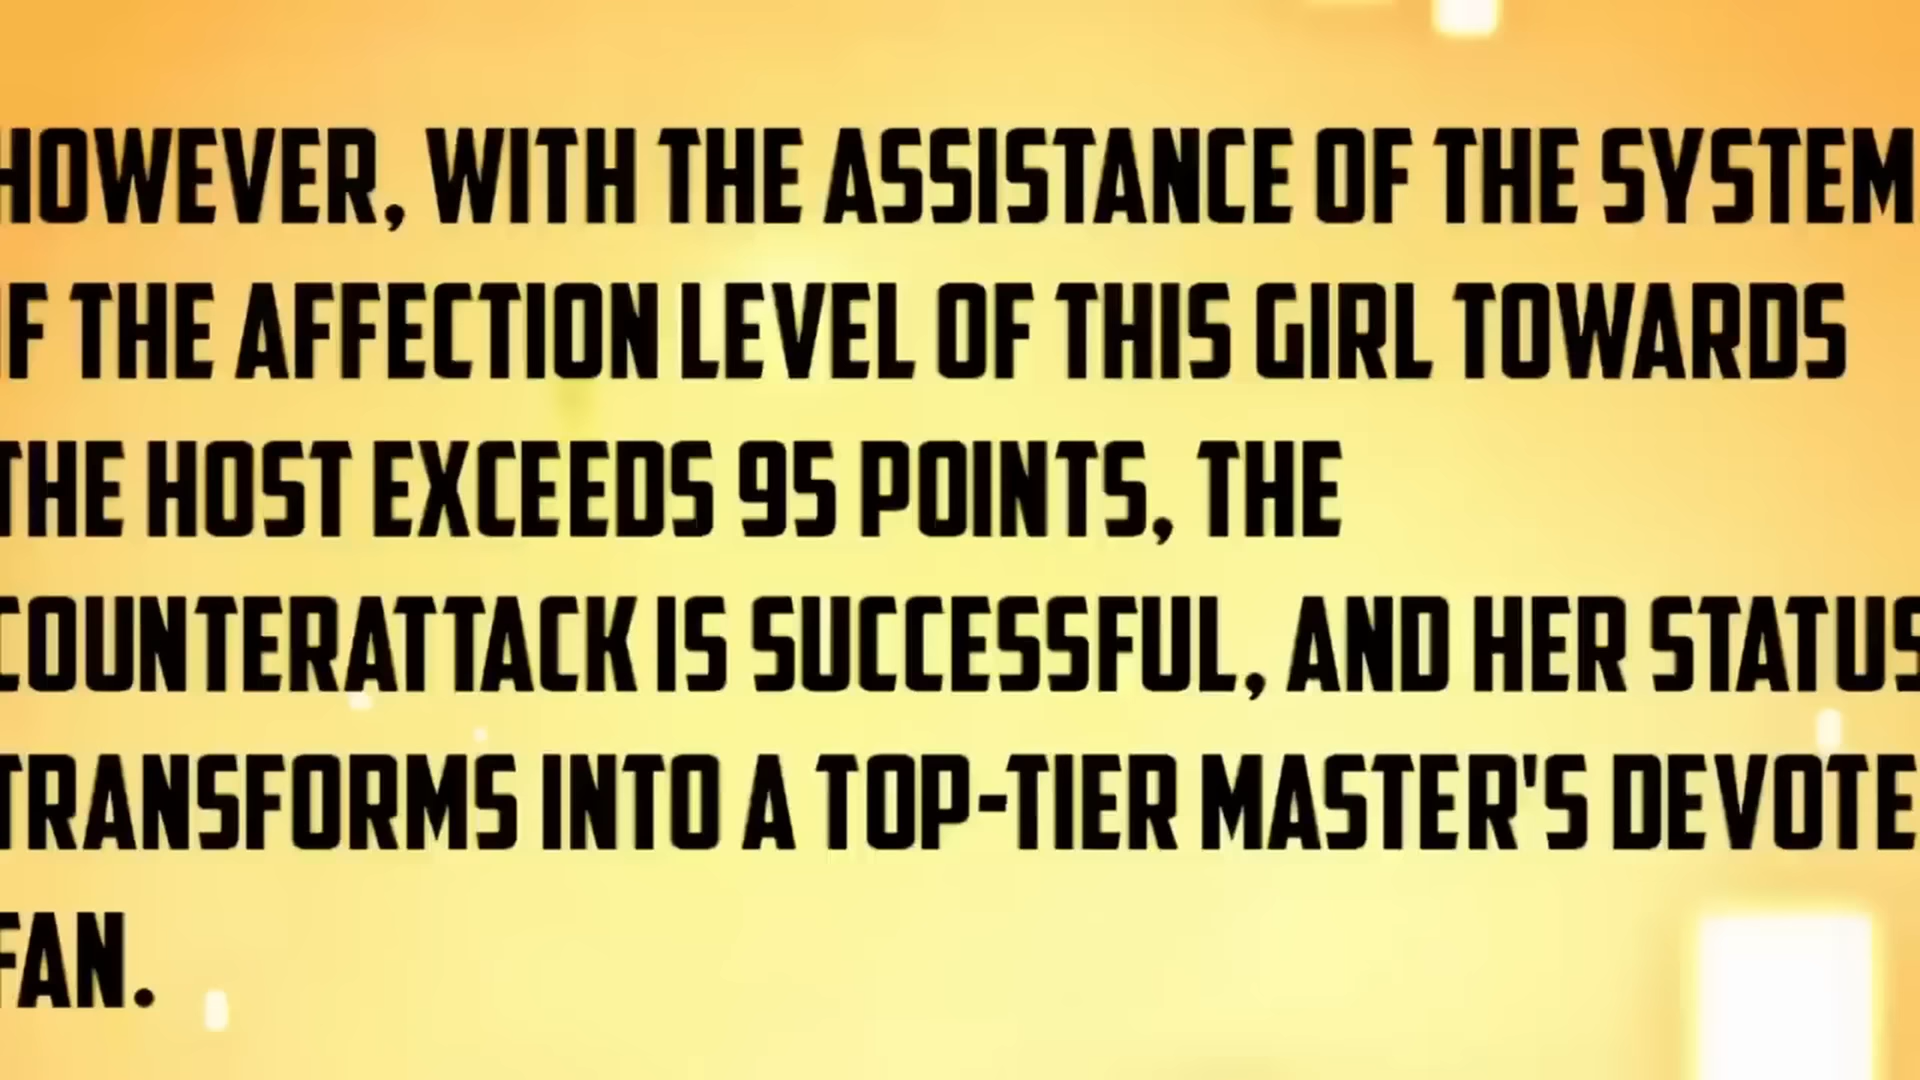 HOWEVER, WITH THE ASSISTANCE OF THE SYSTEM
IF THE AFFECTION LEVEL OF THIS GIRL TOWARDS
THE HOST EXCEEDS 95 POINTS, THE
COUNTERATTACK IS SUCCESSFUL, AND HER STATUS
TRANSFORMS INTO A TOP-TIER MASTER'S DEVOTE
FAN.